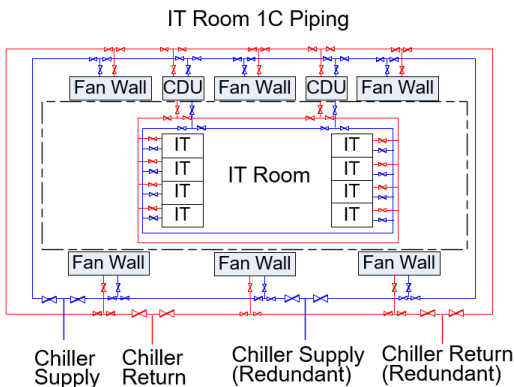 IT Room 1C Piping
Fan Wall CDU Fan Wall CDU Fan Wall
IT IT
IT IT
IT Room
IT IT
IT IT
Fan Wall Fan Wall Fan Wall
Chiller Supply
Chiller Return
Chiller Supply (Redundant)
Chiller Return (Redundant)